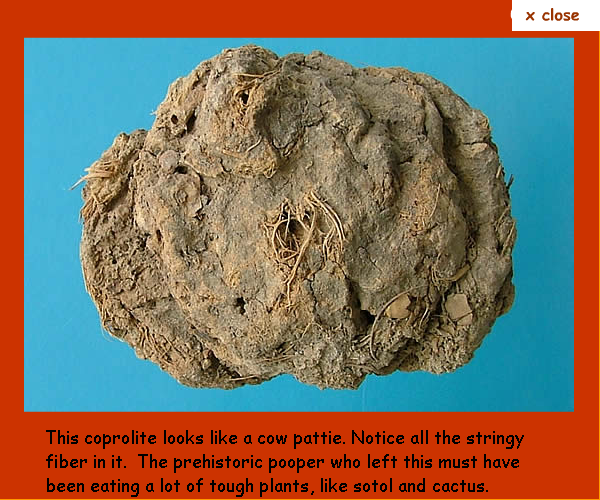 x close
This coprolite looks like a cow pattie. Notice all the stringy
fiber in it.  The prehistoric pooper who left this must have
been eating a lot of tough plants, like sotol and cactus.